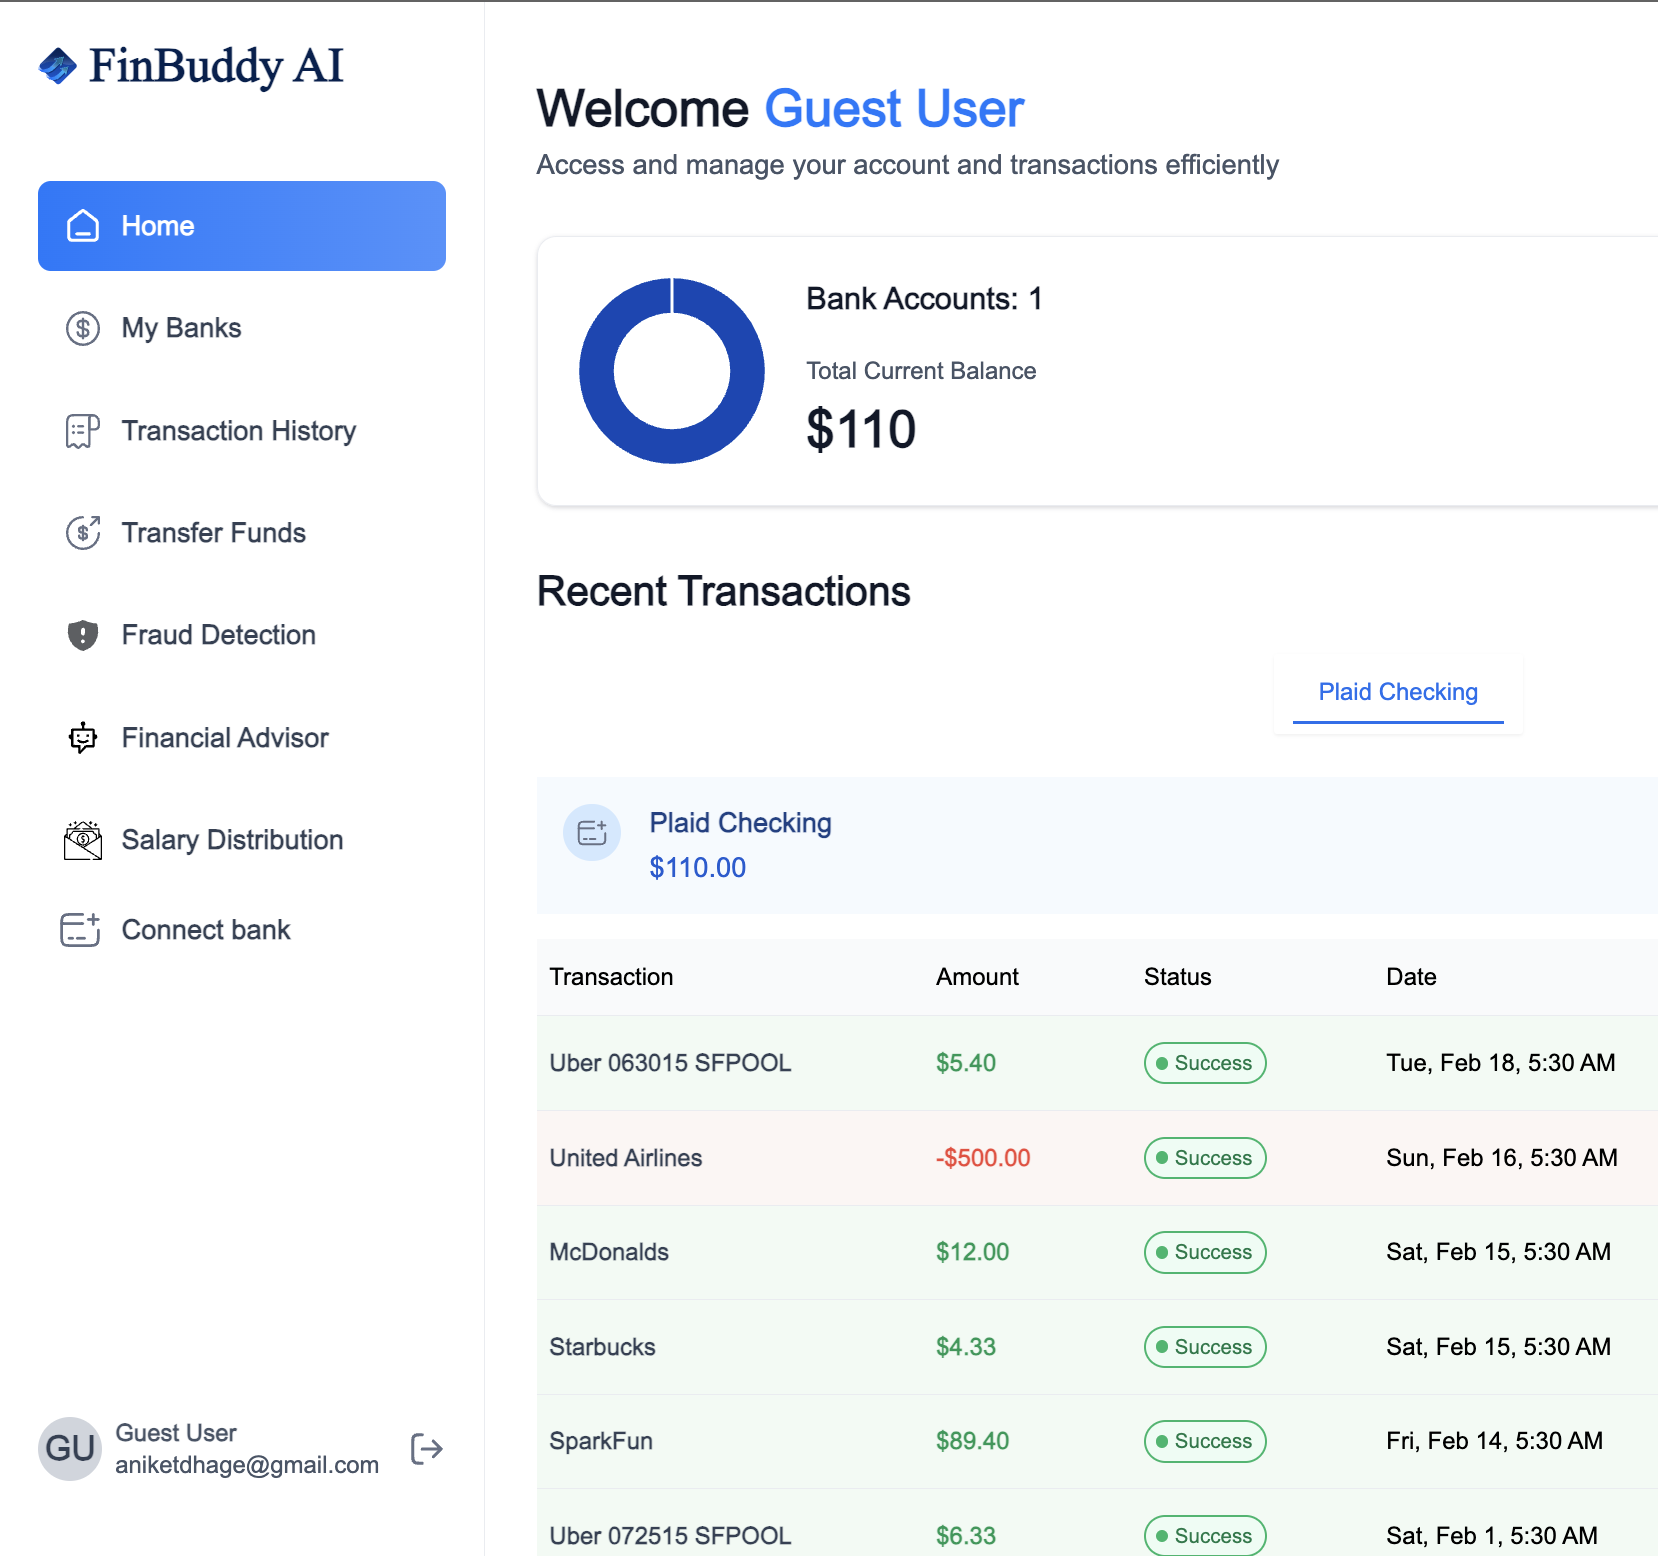 FinBuddy AI
Home
My Banks
Transaction History
Transfer Funds
Fraud Detection
Financial Advisor
Salary Distribution
Connect bank
GU
Guest User
aniketdhage@gmail.com
Welcome Guest User
Access and manage your account and transactions efficiently
Bank Accounts: 1
Total Current Balance
$110
Recent Transactions
Plaid Checking
Plaid Checking
$110.00
Transaction Amount Status Date
Uber 063015 SFPOOL $5.40 Success Tue, Feb 18, 5:30 AM
United Airlines -$500.00 Success Sun, Feb 16, 5:30 AM
McDonalds $12.00 Success Sat, Feb 15, 5:30 AM
Starbucks $4.33 Success Sat, Feb 15, 5:30 AM
SparkFun $89.40 Success Fri, Feb 14, 5:30 AM
Uber 072515 SFPOOL $6.33 Success Sat, Feb 1, 5:30 AM